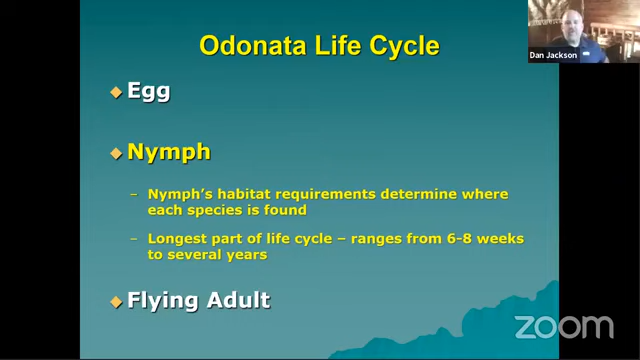 Odonata Life Cycle
Dan Jackson
Egg
Nymph
– Nymph's habitat requirements determine where
each species is found
– Longest part of life cycle – ranges from 6-8 weeks
to several years
Flying Adult
zoom